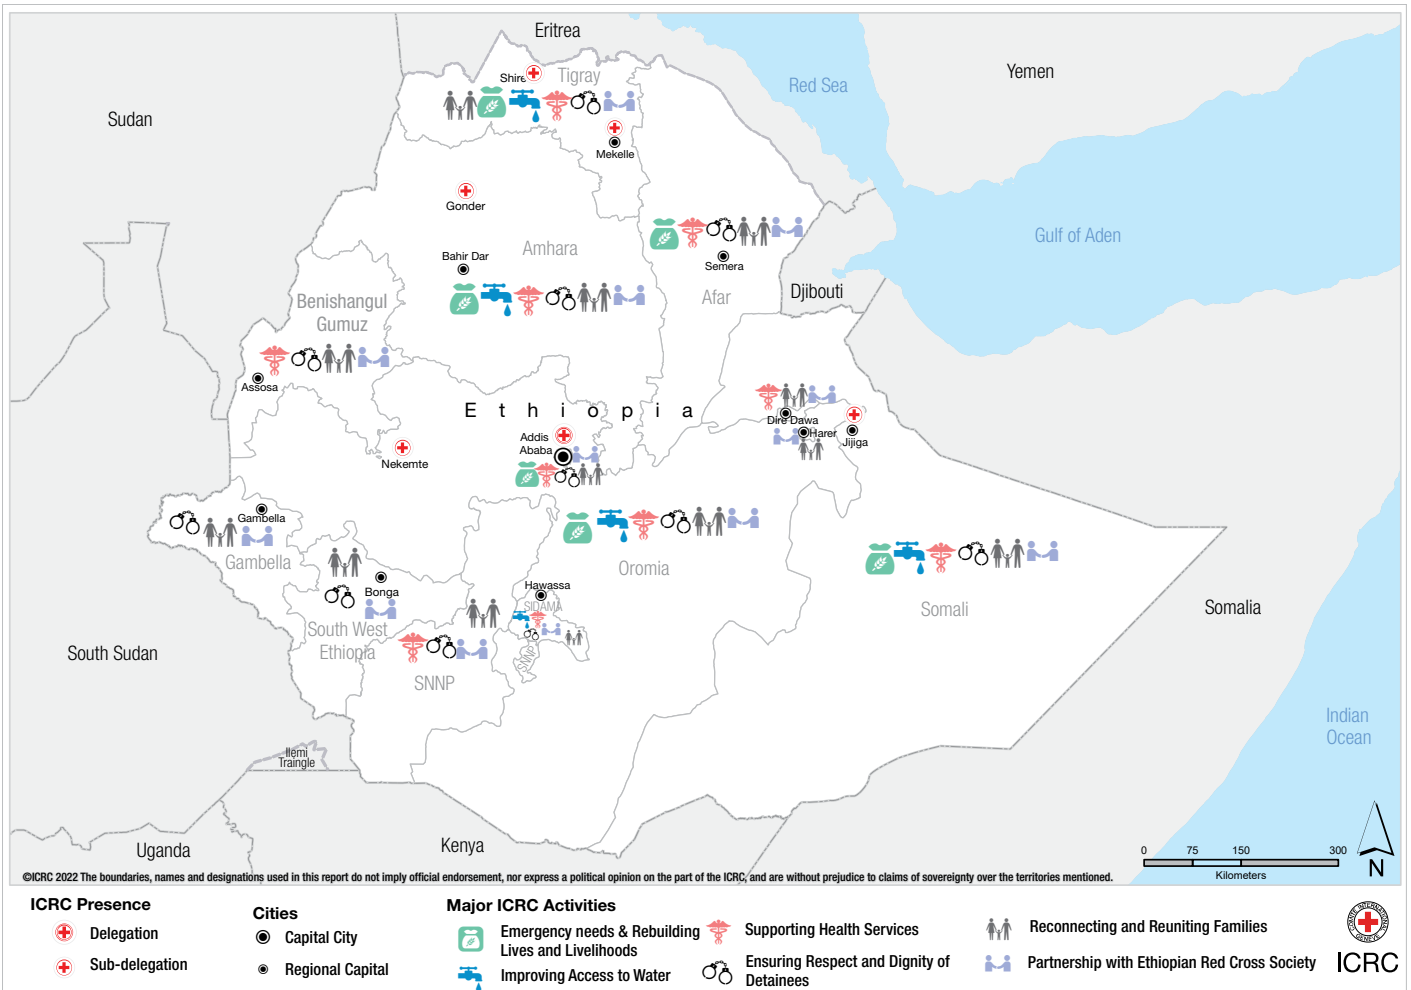 Eritrea
Yemen
Red Sea
Shire
Tigray
Sudan
Mekelle
Gonder
Gulf of Aden
Amhara
Bahir Dar
Semera
Afar
Djibouti
Benishangul
Gumuz
Assosa
Ethiopia
Dire Dawa
Harer
Jijiga
Addis
Ababa
Nekemte
Gambella
Gambella
Oromia
Bonga
Hawassa
SIDAMA
Somali
Somalia
South West
Ethiopia
SNNP
SNNP
South Sudan
Indian
Ocean
Ilemi
Traingle
Kenya
Uganda
0 75 150 300
Kilometers
N
©ICRC 2022 The boundaries, names and designations used in this report do not imply official endorsement, nor express a political opinion on the part of the ICRC, and are without prejudice to claims of sovereignty over the territories mentioned.
ICRC Presence
Delegation
Sub-delegation
Cities
Capital City
Regional Capital
Major ICRC Activities
Emergency needs & Rebuilding
Lives and Livelihoods
Improving Access to Water
Supporting Health Services
Ensuring Respect and Dignity of
Detainees
Reconnecting and Reuniting Families
Partnership with Ethiopian Red Cross Society
COMITE INTERNATIONAL
GENEVE
ICRC